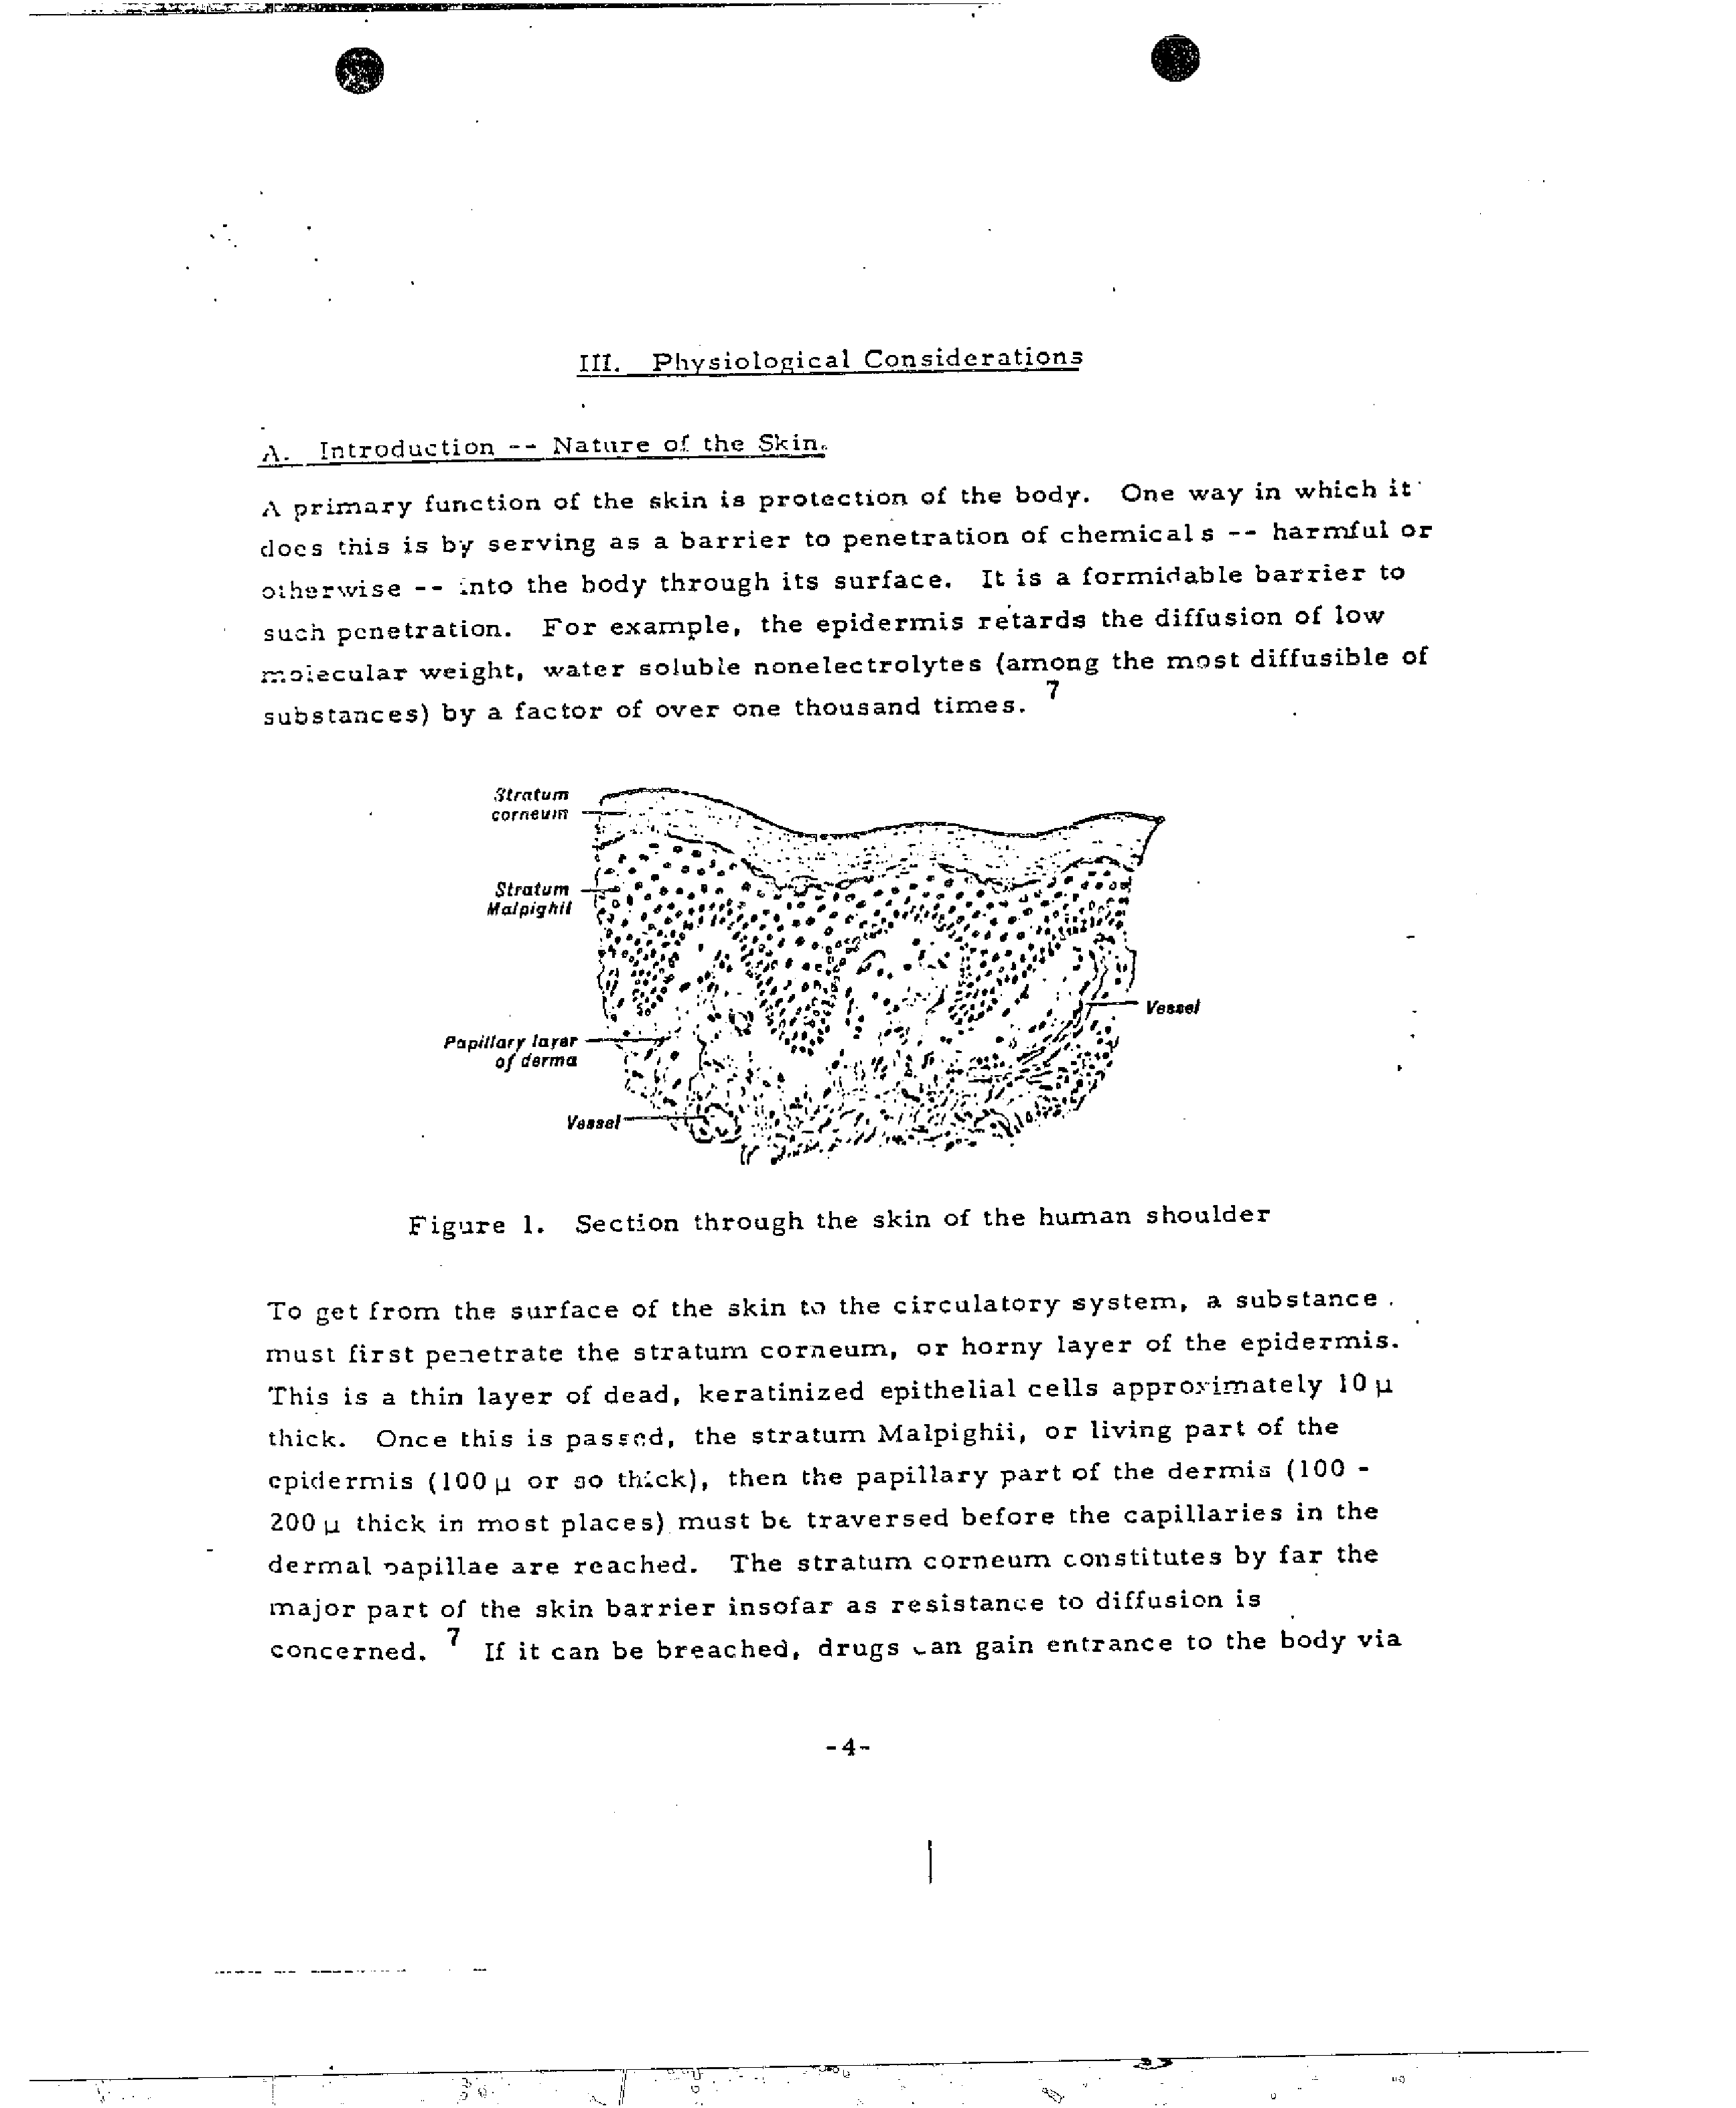 III. Physiological Considerations
A. Introduction -- Nature of the Skin.
A primary function of the skin is protection of the body. One way in which it
does this is by serving as a barrier to penetration of chemicals -- harmful or
otherwise -- into the body through its surface. It is a formidable barrier to
such penetration. For example, the epidermis retards the diffusion of low
molecular weight, water soluble nonelectrolytes (among the most diffusible of
substances) by a factor of over one thousand times. 7
Stratum
corneum
Stratum
Malpighii
Vessel
Papillary layer
of derma
Vessel
Figure 1. Section through the skin of the human shoulder
To get from the surface of the skin to the circulatory system, a substance
must first penetrate the stratum corneum, or horny layer of the epidermis.
This is a thin layer of dead, keratinized epithelial cells approximately 10 μ
thick. Once this is passed, the stratum Malpighii, or living part of the
epidermis (100 μ or so thick), then the papillary part of the dermis (100 -
200 μ thick in most places) must be traversed before the capillaries in the
dermal papillae are reached. The stratum corneum constitutes by far the
major part of the skin barrier insofar as resistance to diffusion is
concerned. 7 If it can be breached, drugs can gain entrance to the body via
-4-